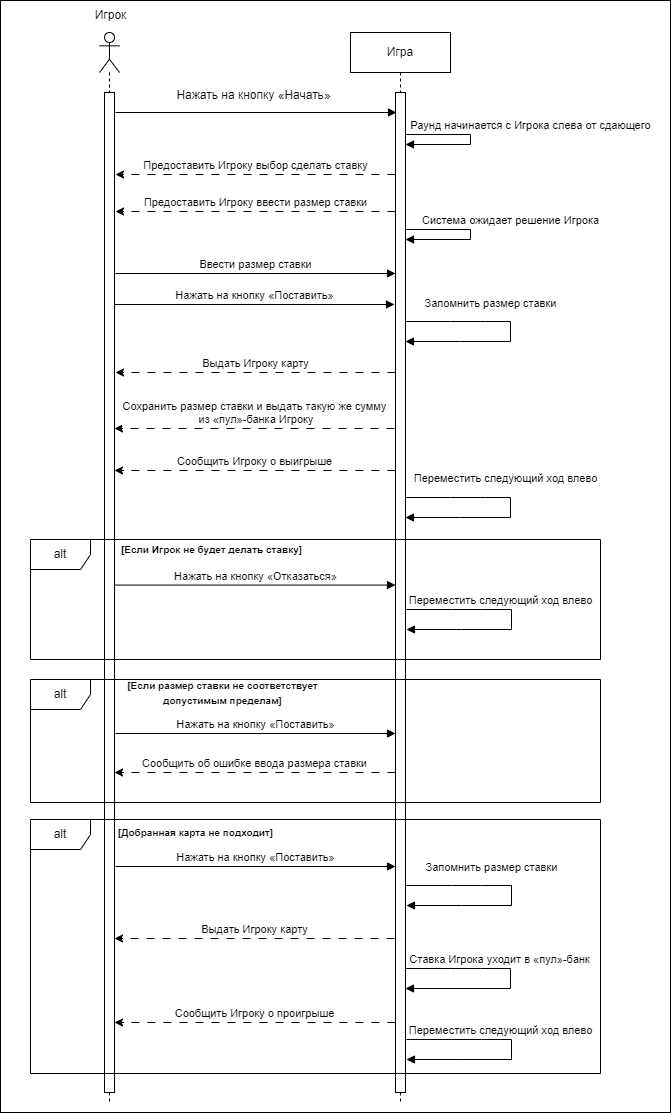 Игрок
Игра
Нажать на кнопку «Начать»
Раунд начинается с Игрока слева от сдающего
Предоставить Игроку выбор сделать ставку
Предоставить Игроку ввести размер ставки
Система ожидает решение Игрока
Ввести размер ставки
Нажать на кнопку «Поставить»
Запомнить размер ставки
Выдать Игроку карту
Сохранить размер ставки и выдать такую же сумму
из «пул»-банка Игроку
Сообщить Игроку о выигрыше
Переместить следующий ход влево
alt
[Если Игрок не будет делать ставку]
Нажать на кнопку «Отказаться»
Переместить следующий ход влево
alt
[Если размер ставки не соответствует
допустимым пределам]
Нажать на кнопку «Поставить»
Сообщить об ошибке ввода размера ставки
alt
[Добранная карта не подходит]
Нажать на кнопку «Поставить»
Запомнить размер ставки
Выдать Игроку карту
Ставка Игрока уходит в «пул»-банк
Сообщить Игроку о проигрыше
Переместить следующий ход влево